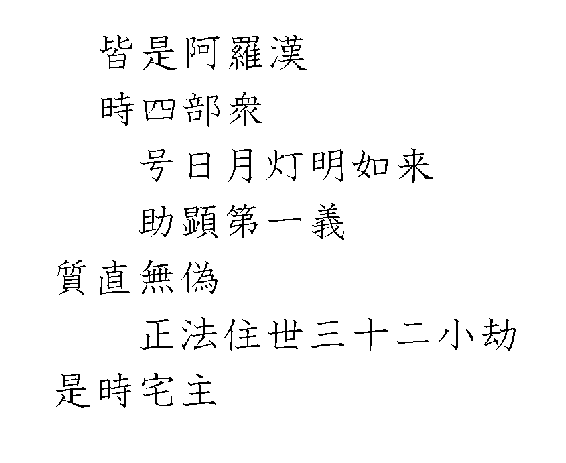 皆是阿羅漢
時四部衆
号日月灯明如来
助顕第一義
質直無偽
正法住世三十二小劫
是時宅主